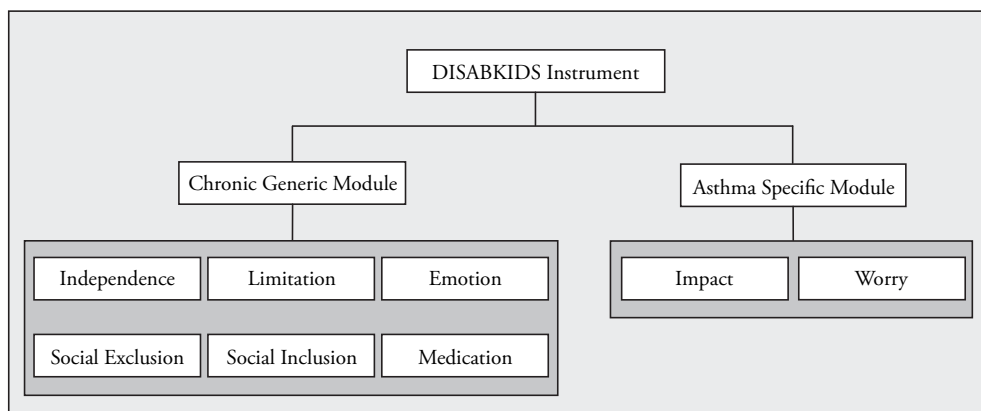 DISABKIDS Instrument
Chronic Generic Module
Asthma Specific Module
Independence
Limitation
Emotion
Social Exclusion
Social Inclusion
Medication
Impact
Worry